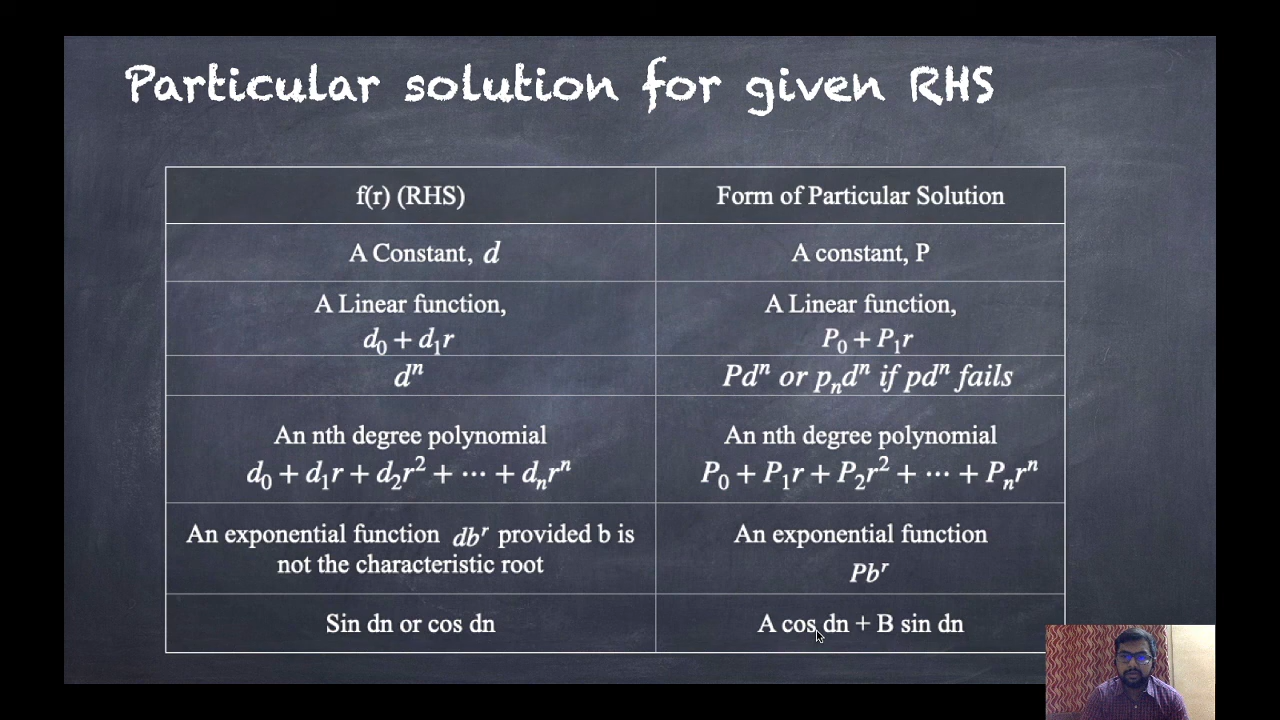 Particular solution for given RHS
f(r) (RHS)
Form of Particular Solution
A Constant, d
A constant, P
A Linear function,
d₀ + d₁r
A Linear function,
P₀ + P₁r
dⁿ
Pdⁿ or pₙdⁿ if pdⁿ fails
An nth degree polynomial
d₀ + d₁r + d₂r² + ⋯ + dₙrⁿ
An nth degree polynomial
P₀ + P₁r + P₂r² + ⋯ + Pₙrⁿ
An exponential function dbʳ provided b is
not the characteristic root
An exponential function
Pbʳ
Sin dn or cos dn
A cos dn + B sin dn